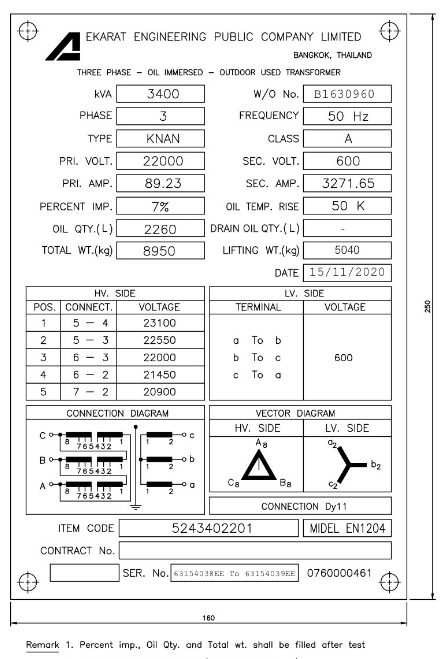 EKARAT ENGINEERING PUBLIC COMPANY LIMITED
BANGKOK, THAILAND
THREE PHASE - OIL IMMERSED - OUTDOOR USED TRANSFORMER
kVA 3400 W/O No. B1630960
PHASE 3 FREQUENCY 50 Hz
TYPE KNAN CLASS A
PRI. VOLT. 22000 SEC. VOLT. 600
PRI. AMP. 89.23 SEC. AMP. 3271.65
PERCENT IMP. 7% OIL TEMP. RISE 50 K
OIL QTY.(L) 2260 DRAIN OIL QTY.(L) -
TOTAL WT.(kg) 8950 LIFTING WT.(kg) 5040
DATE 15/11/2020
HV. SIDE LV. SIDE
POS. CONNECT. VOLTAGE TERMINAL VOLTAGE
1 5 - 4 23100
2 5 - 3 22550 a To b
3 6 - 3 22000 b To c 600
4 6 - 2 21450 c To a
5 7 - 2 20900
CONNECTION DIAGRAM VECTOR DIAGRAM
HV. SIDE LV. SIDE
C 8 765432 1 2 1 c
B 8 765432 1 2 1 b
A 8 765432 1 2 1 a
A8 C8 B8
a2 b2 c2
CONNECTION Dy11
ITEM CODE 5243402201 MIDEL EN1204
CONTRACT No.
SER. No. 63154038EE To 63154039EE 0760000461
160
250
Remark 1. Percent imp., Oil Qty. and Total wt. shall be filled after test